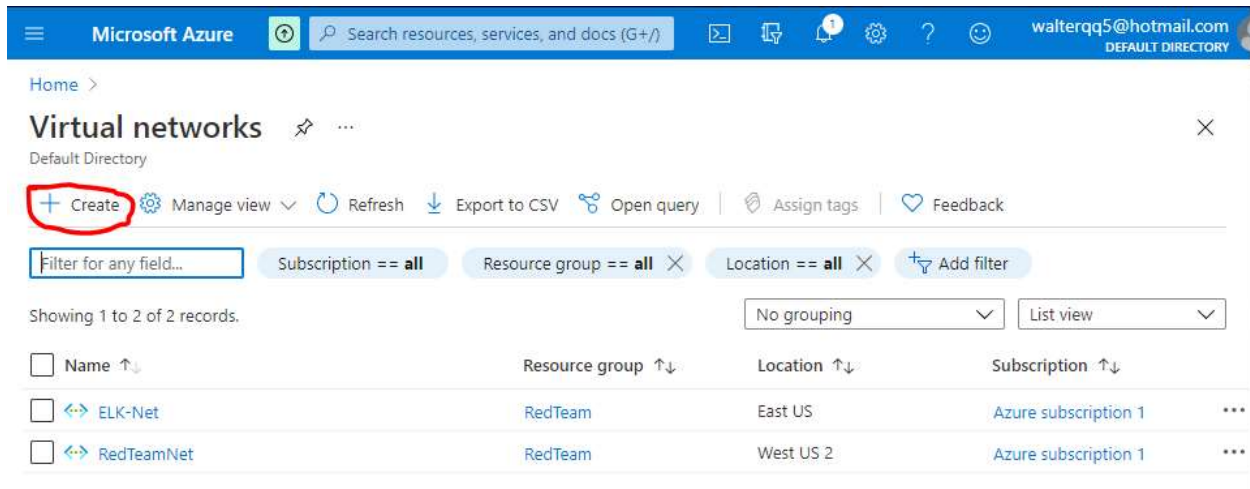 Microsoft Azure Search resources, services, and docs (G+/) 1 walterqq5@hotmail.com
DEFAULT DIRECTORY
Home >
Virtual networks ...
Default Directory
+ Create Manage view Refresh Export to CSV Open query Assign tags Feedback
Filter for any field... Subscription == all Resource group == all Location == all Add filter
Showing 1 to 2 of 2 records. No grouping List view
Name ↑↓ Resource group ↑↓ Location ↑↓ Subscription ↑↓
ELK-Net RedTeam East US Azure subscription 1 ...
RedTeamNet RedTeam West US 2 Azure subscription 1 ...